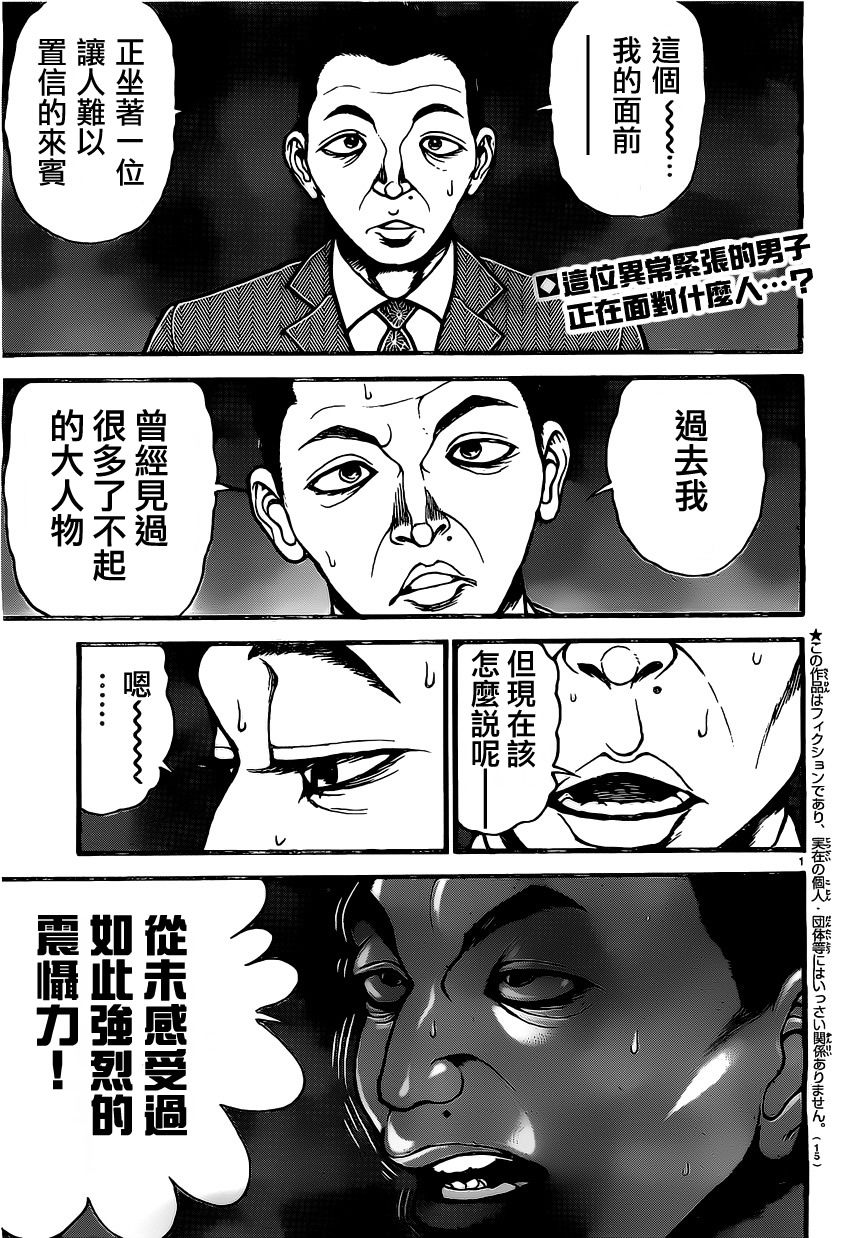 這個～～～…
我的面前
——
正坐著一位
讓人難以
置信的來賓
◆這位異常緊張的男子
正在面對什麼人…？
過去我
曾經見過
很多了不起
的大人物
但現在該
怎麼説呢——
嗯～～～
……
從未感受過
如此強烈的
震懾力！
★この作品はフィクションであり、実在の個人・団体等にはいっさい関係ありません。
1
(15)